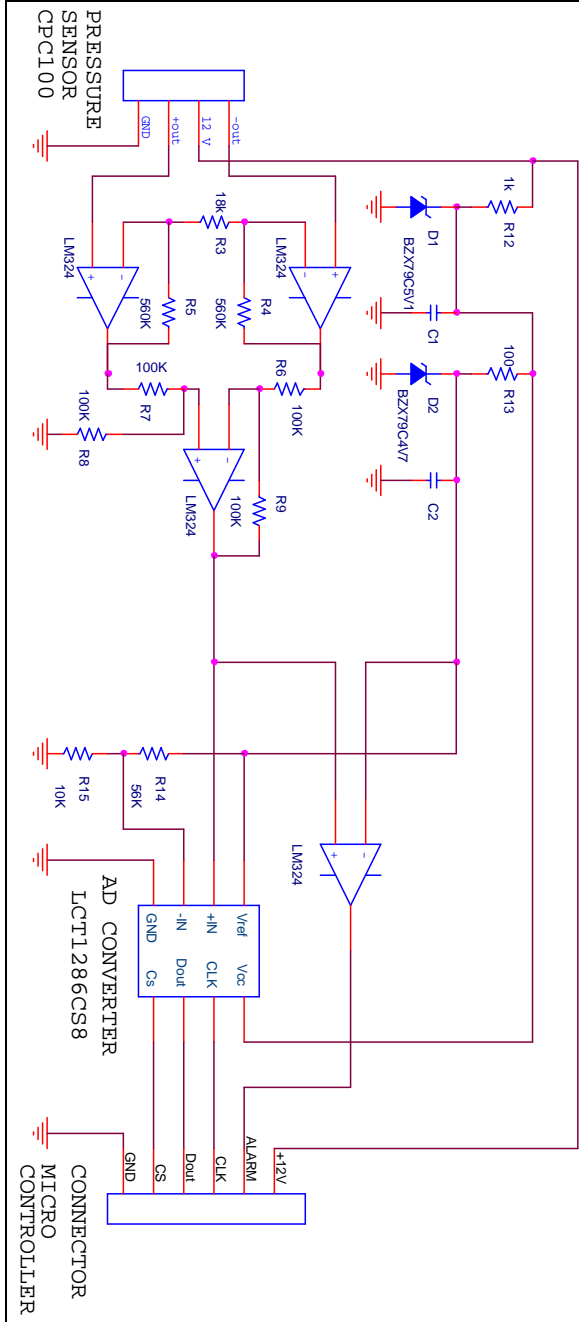 PRESSURE
SENSOR
CPC100
-out
12 V
+out
GND
1k
R12
D1
BZX79C5V1
C1
100
R13
D2
BZX79C4V7
C2
18k
R3
LM324
LM324
560K
R5
R4
560K
100K
R7
R6
100K
100K
R8
LM324
100K
R9
LM324
R14
56K
R15
10K
Vref
+IN
-IN
GND
Vcc
CLK
Dout
Cs
AD CONVERTER
LCT1286CS8
+12V
ALARM
CLK
Dout
CS
GND
CONNECTOR
MICRO
CONTROLLER